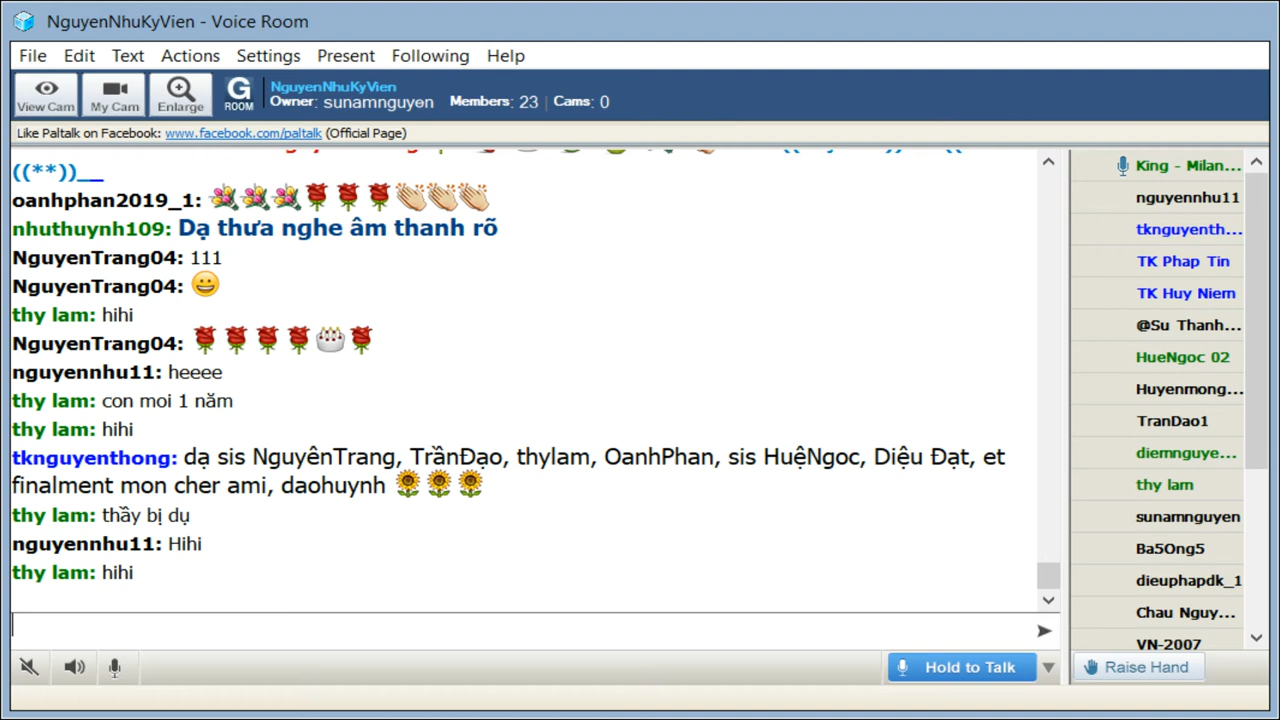 NguyenNhuKyVien - Voice Room
File Edit Text Actions Settings Present Following Help
View Cam My Cam Enlarge G ROOM
NguyenNhuKyVien
Owner: sunamnguyen Members: 23 | Cams: 0
Like Paltalk on Facebook: www.facebook.com/paltalk (Official Page)
((**))__
oanhphan2019_1:
nhuthuynh109: Dạ thưa nghe âm thanh rõ
NguyenTrang04: 111
NguyenTrang04:
thy lam: hihi
NguyenTrang04:
nguyennhu11: heeee
thy lam: con moi 1 năm
thy lam: hihi
tknguyenthong: dạ sis NguyênTrang, TrầnĐạo, thylam, OanhPhan, sis HuệNgoc, Diệu Đạt, et
finalment mon cher ami, daohuynh
thy lam: thầy bị dụ
nguyennhu11: Hihi
thy lam: hihi
Hold to Talk
King - Milan...
nguyennhu11
tknguyenth...
TK Phap Tin
TK Huy Niem
@Su Thanh...
HueNgoc 02
Huyenmong...
TranDao1
diemnguye...
thy lam
sunamnguyen
Ba5Ong5
dieuphapdk_1
Chau Nguy...
VN-2007
Raise Hand